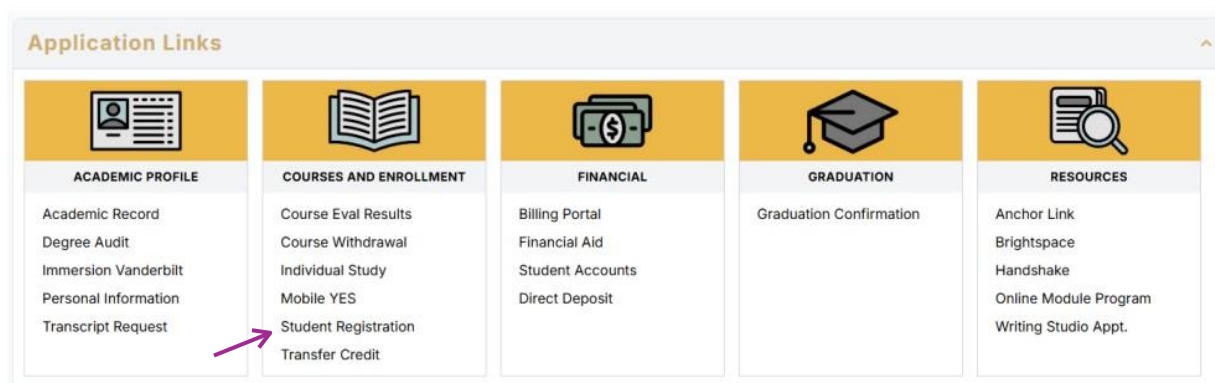 Application Links
ACADEMIC PROFILE
Academic Record
Degree Audit
Immersion Vanderbilt
Personal Information
Transcript Request
COURSES AND ENROLLMENT
Course Eval Results
Course Withdrawal
Individual Study
Mobile YES
Student Registration
Transfer Credit
FINANCIAL
Billing Portal
Financial Aid
Student Accounts
Direct Deposit
GRADUATION
Graduation Confirmation
RESOURCES
Anchor Link
Brightspace
Handshake
Online Module Program
Writing Studio Appt.